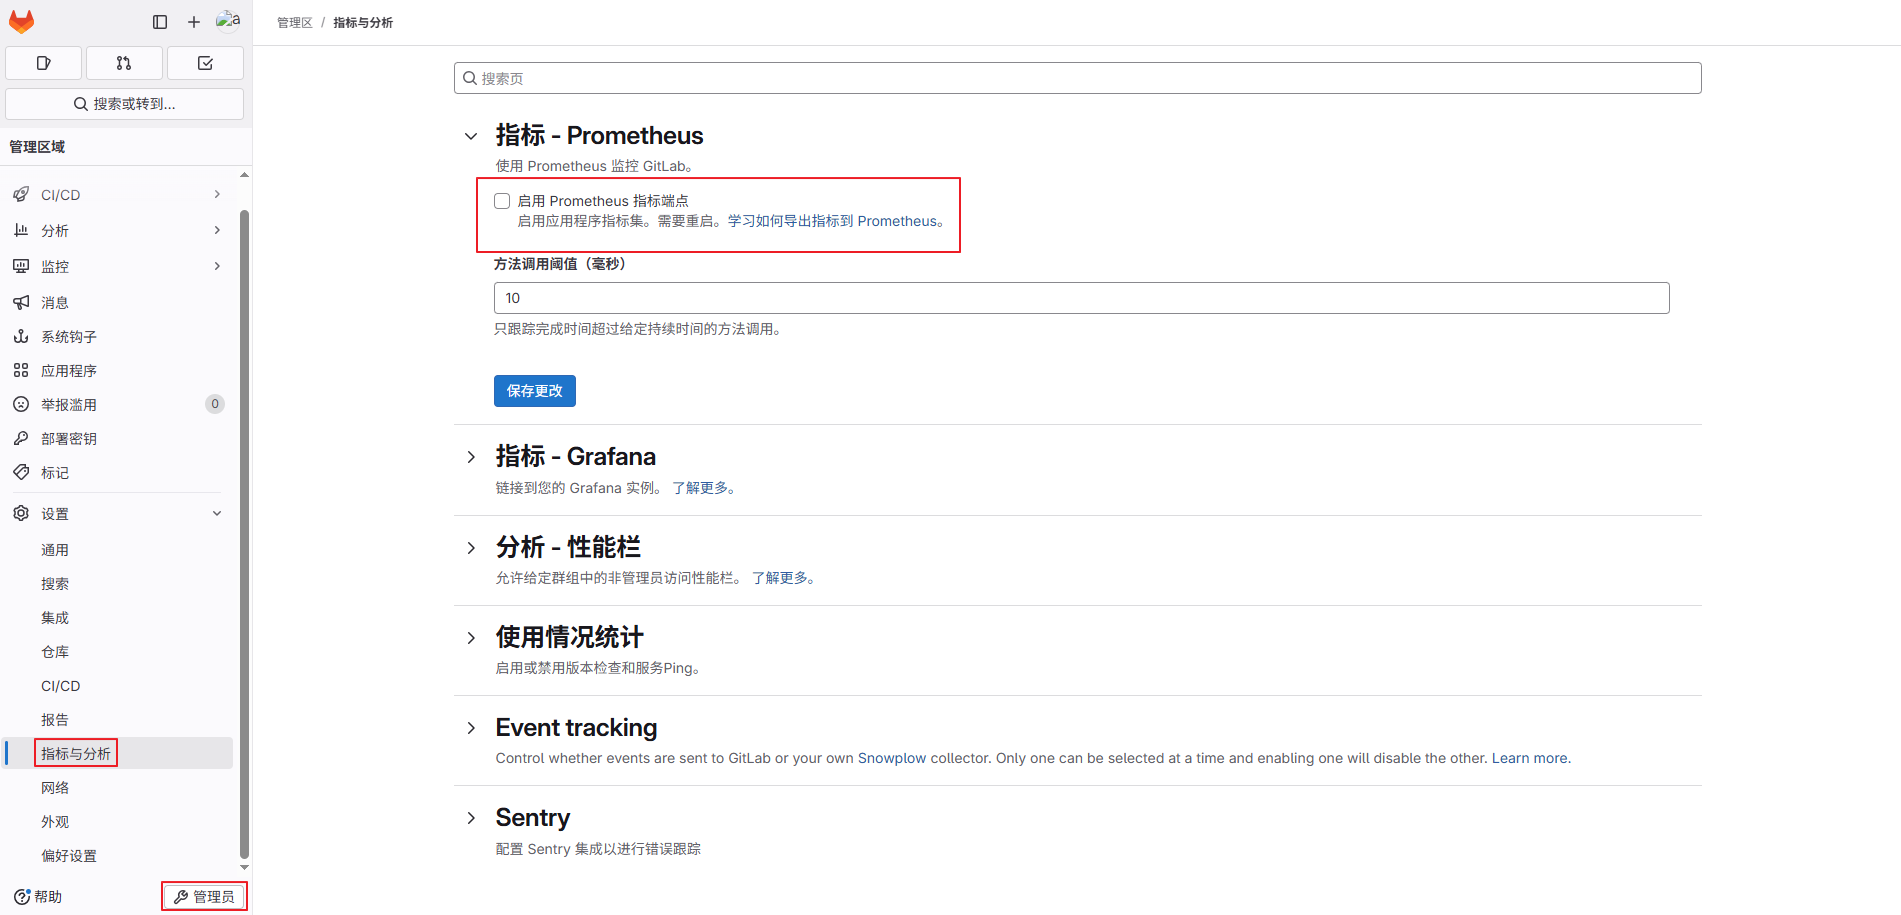 a
搜索或转到...
管理区域
CI/CD
分析
监控
消息
系统钩子
应用程序
举报滥用
0
部署密钥
标记
设置
通用
搜索
集成
仓库
CI/CD
报告
指标与分析
网络
外观
偏好设置
帮助
管理员
管理区 / 指标与分析
搜索页
指标 - Prometheus
使用 Prometheus 监控 GitLab。
启用 Prometheus 指标端点
启用应用程序指标集。需要重启。学习如何导出指标到 Prometheus。
方法调用阈值（毫秒）
10
只跟踪完成时间超过给定持续时间的方法调用。
保存更改
指标 - Grafana
链接到您的 Grafana 实例。 了解更多。
分析 - 性能栏
允许给定群组中的非管理员访问性能栏。 了解更多。
使用情况统计
启用或禁用版本检查和服务Ping。
Event tracking
Control whether events are sent to GitLab or your own Snowplow collector. Only one can be selected at a time and enabling one will disable the other. Learn more.
Sentry
配置 Sentry 集成以进行错误跟踪